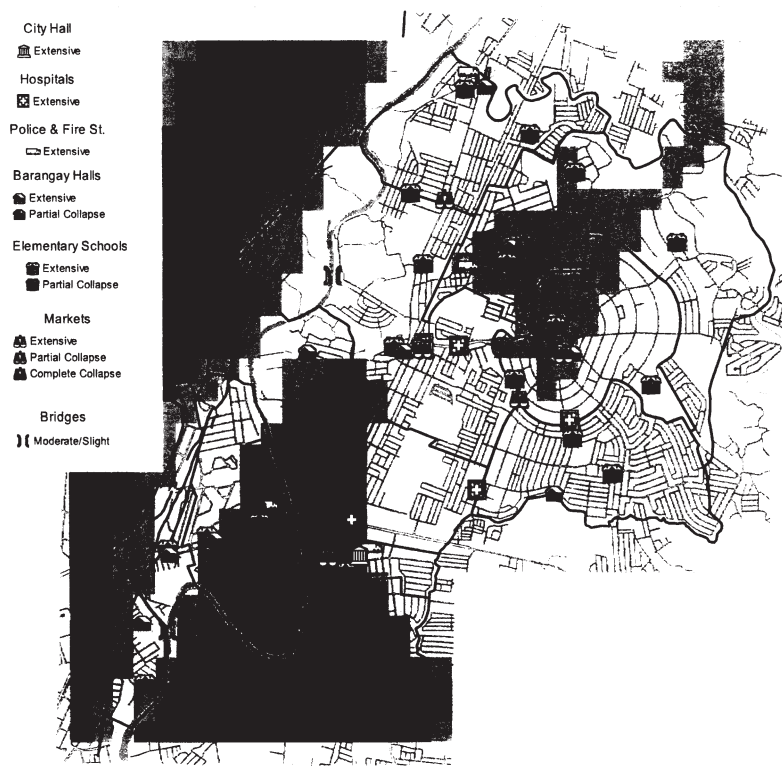 City Hall
Extensive
Hospitals
Extensive
Police & Fire St.
Extensive
Barangay Halls
Extensive
Partial Collapse
Elementary Schools
Extensive
Partial Collapse
Markets
Extensive
Partial Collapse
Complete Collapse
Bridges
Moderate/Slight